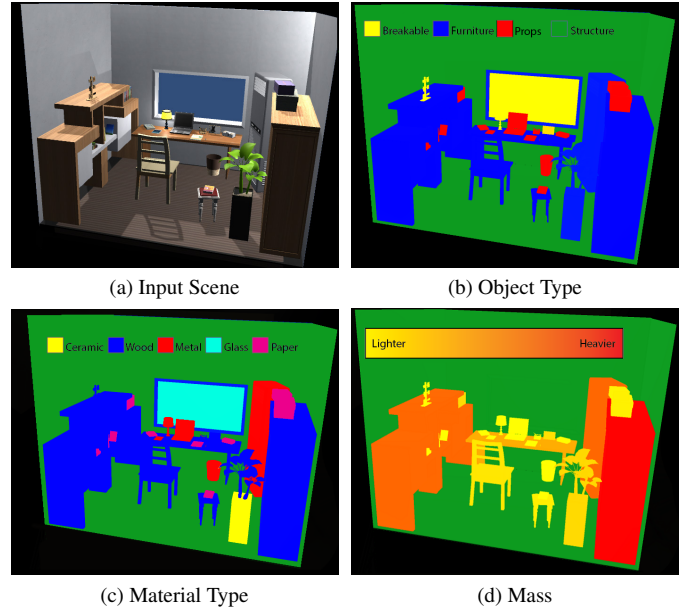 Breakable Furniture Props Structure
(a) Input Scene
(b) Object Type
Ceramic Wood Metal Glass Paper
Lighter Heavier
(c) Material Type
(d) Mass